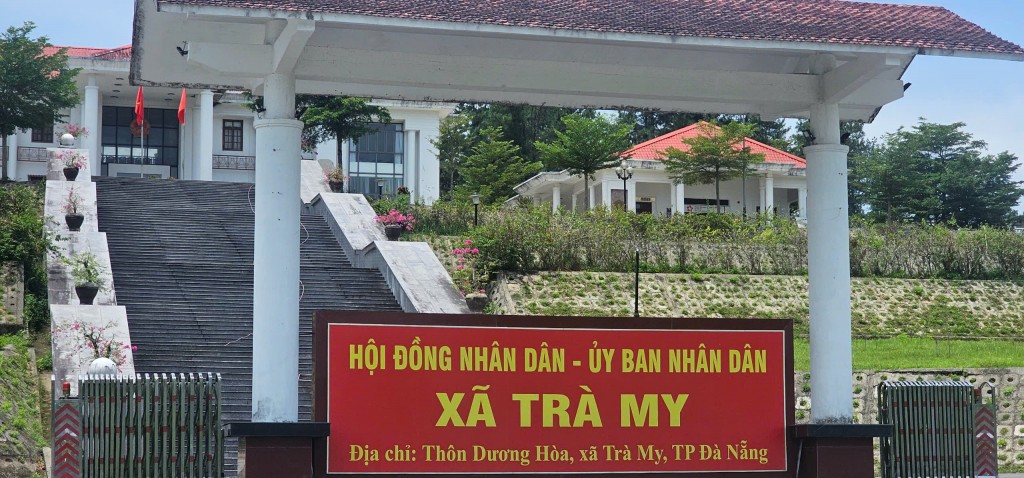 HỘI ĐỒNG NHÂN DÂN - ỦY BAN NHÂN DÂN
XÃ TRÀ MY
Địa chỉ: Thôn Dương Hòa, xã Trà My, TP Đà Nẵng